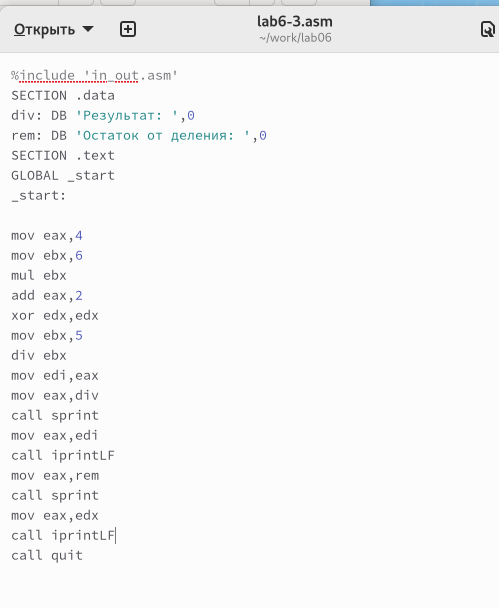 Открыть
lab6-3.asm
~/work/lab06
%include 'in_out.asm'
SECTION .data
div: DB 'Результат: ',0
rem: DB 'Остаток от деления: ',0
SECTION .text
GLOBAL _start
_start:
mov eax,4
mov ebx,6
mul ebx
add eax,2
xor edx,edx
mov ebx,5
div ebx
mov edi,eax
mov eax,div
call sprint
mov eax,edi
call iprintLF
mov eax,rem
call sprint
mov eax,edx
call iprintLF
call quit